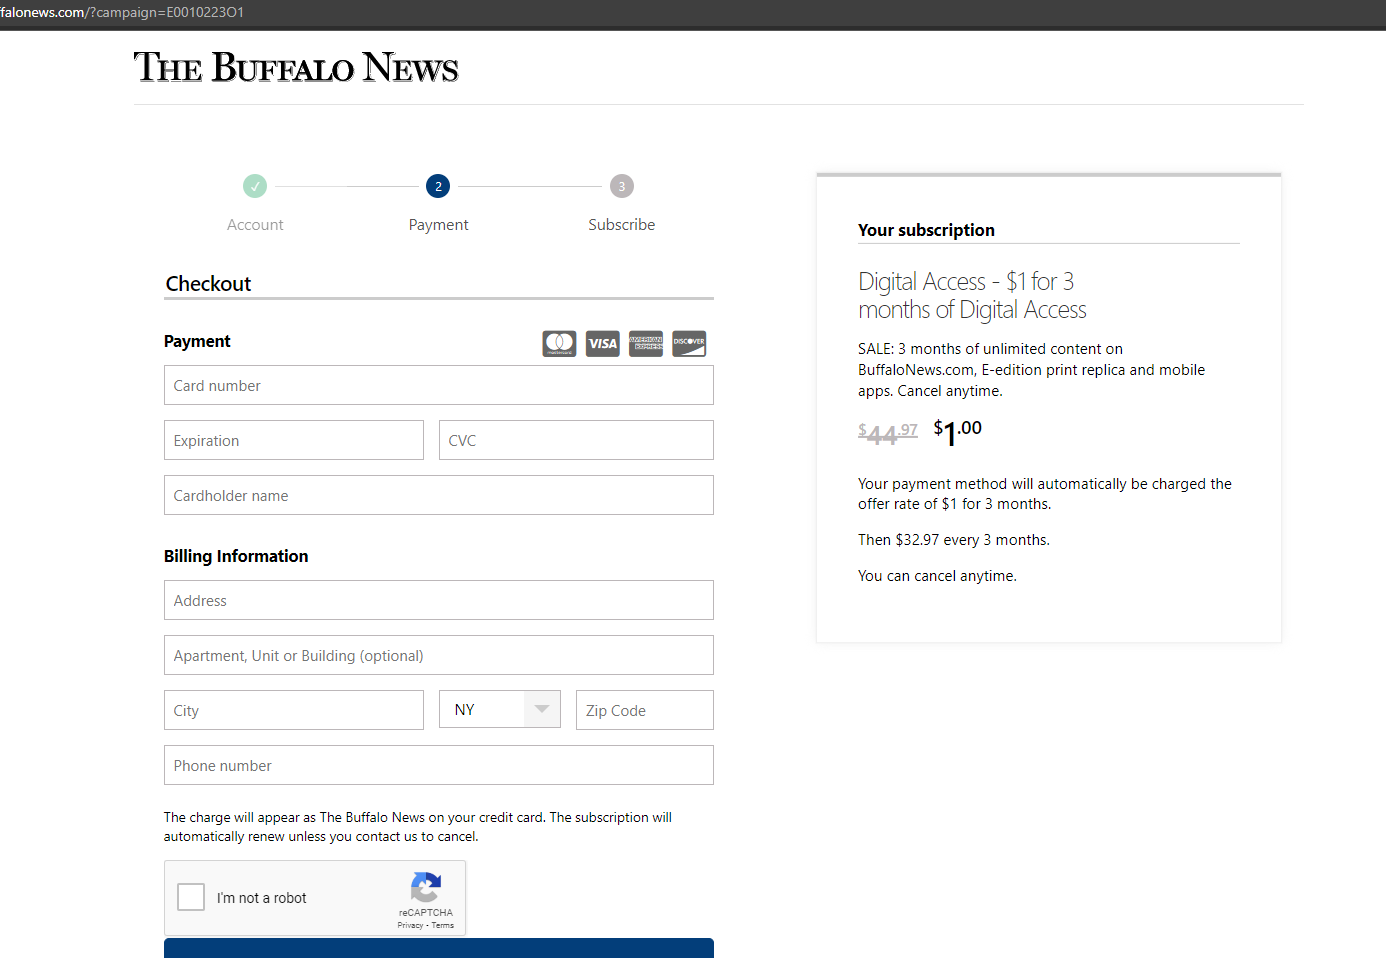 falonews.com/?campaign=E0010223O1
THE BUFFALO NEWS
2
3
Account
Payment
Subscribe
Checkout
Payment
mastercard
VISA
AMERICAN
EXPRESS
DISCOVER
Card number
Expiration
CVC
Cardholder name
Billing Information
Address
Apartment, Unit or Building (optional)
City
NY
Zip Code
Phone number
The charge will appear as The Buffalo News on your credit card. The subscription will
automatically renew unless you contact us to cancel.
I'm not a robot
reCAPTCHA
Privacy - Terms
Your subscription
Digital Access - $1 for 3
months of Digital Access
SALE: 3 months of unlimited content on
BuffaloNews.com, E-edition print replica and mobile
apps. Cancel anytime.
$44.97 $1.00
Your payment method will automatically be charged the
offer rate of $1 for 3 months.
Then $32.97 every 3 months.
You can cancel anytime.